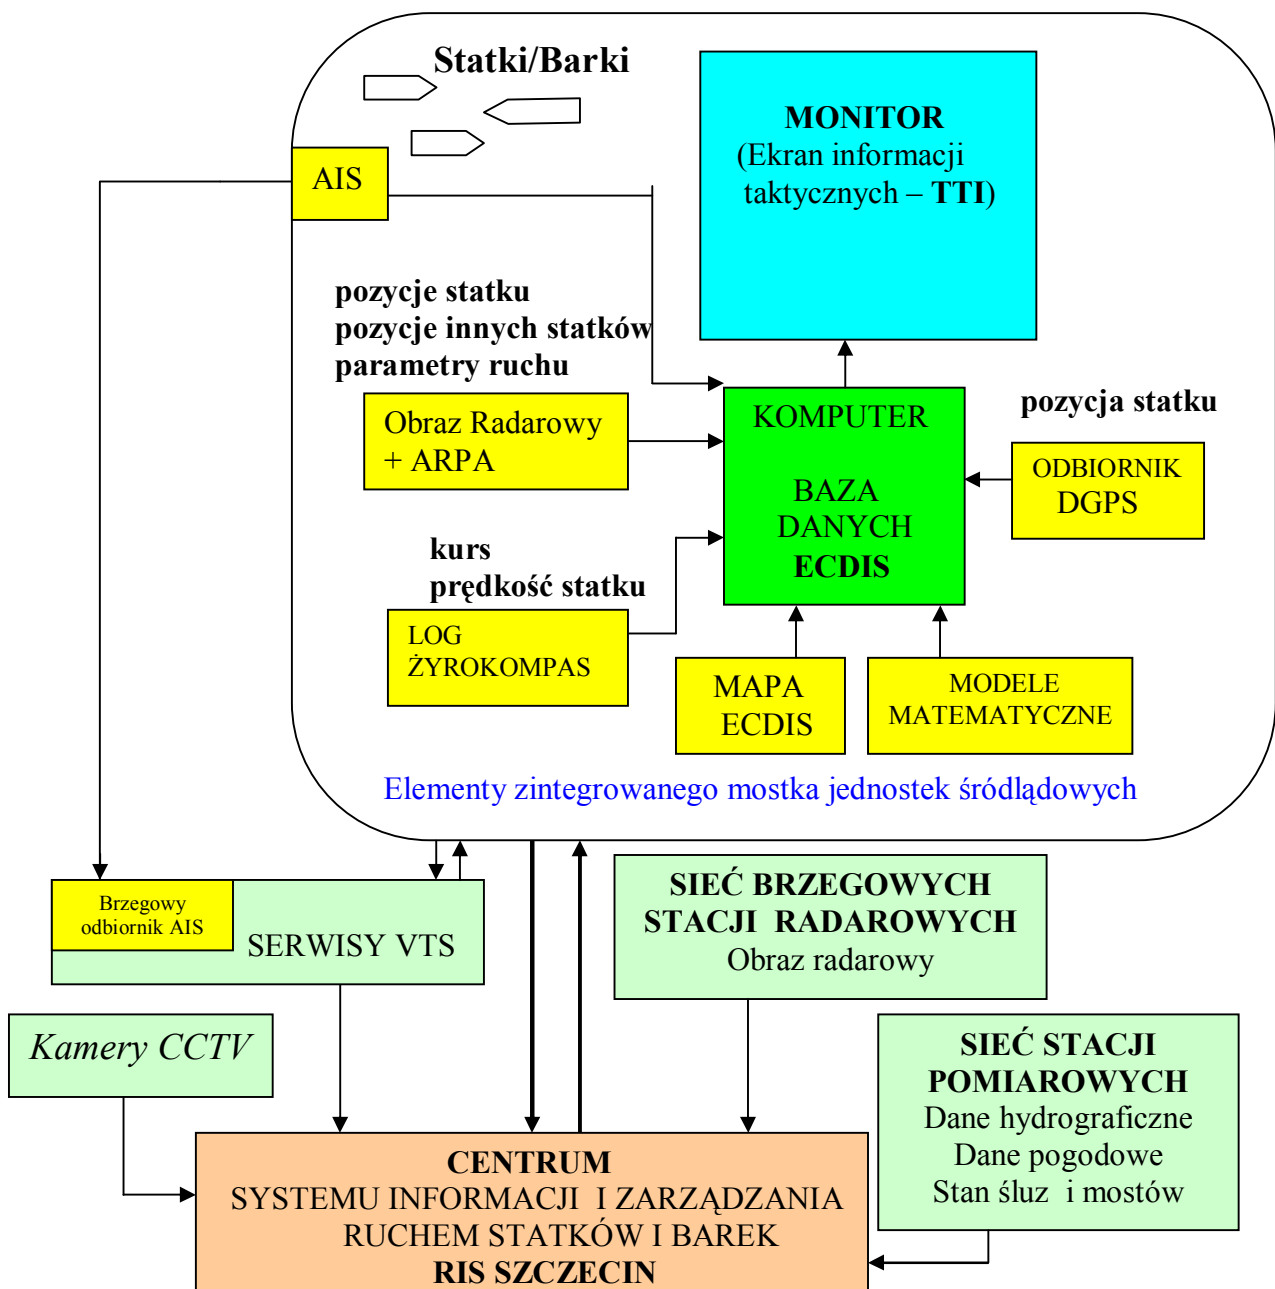 Statki/Barki
MONITOR
(Ekran informacji
taktycznych – TTI)
AIS
pozycje statku
pozycje innych statków
parametry ruchu
Obraz Radarowy
+ ARPA
KOMPUTER
BAZA
DANYCH
ECDIS
pozycja statku
ODBIORNIK
DGPS
kurs
prędkość statku
LOG
ŻYROKOMPAS
MAPA
ECDIS
MODELE
MATEMATYCZNE
Elementy zintegrowanego mostka jednostek śródlądowych
Brzegowy
odbiornik AIS
SERWISY VTS
SIEĆ BRZEGOWYCH
STACJI RADAROWYCH
Obraz radarowy
Kamery CCTV
SIEĆ STACJI
POMIAROWYCH
Dane hydrograficzne
Dane pogodowe
Stan śluz i mostów
CENTRUM
SYSTEMU INFORMACJI I ZARZĄDZANIA
RUCHEM STATKÓW I BAREK
RIS SZCZECIN